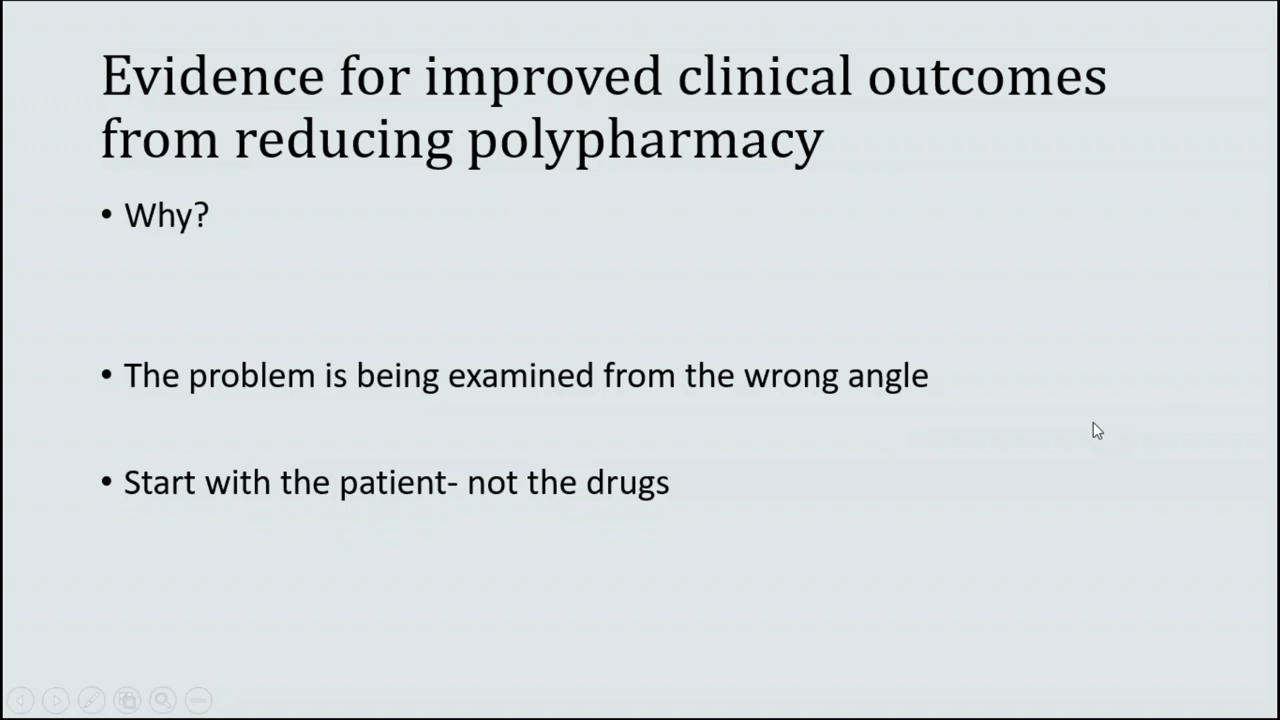 Evidence for improved clinical outcomes
from reducing polypharmacy
• Why?
• The problem is being examined from the wrong angle
• Start with the patient- not the drugs